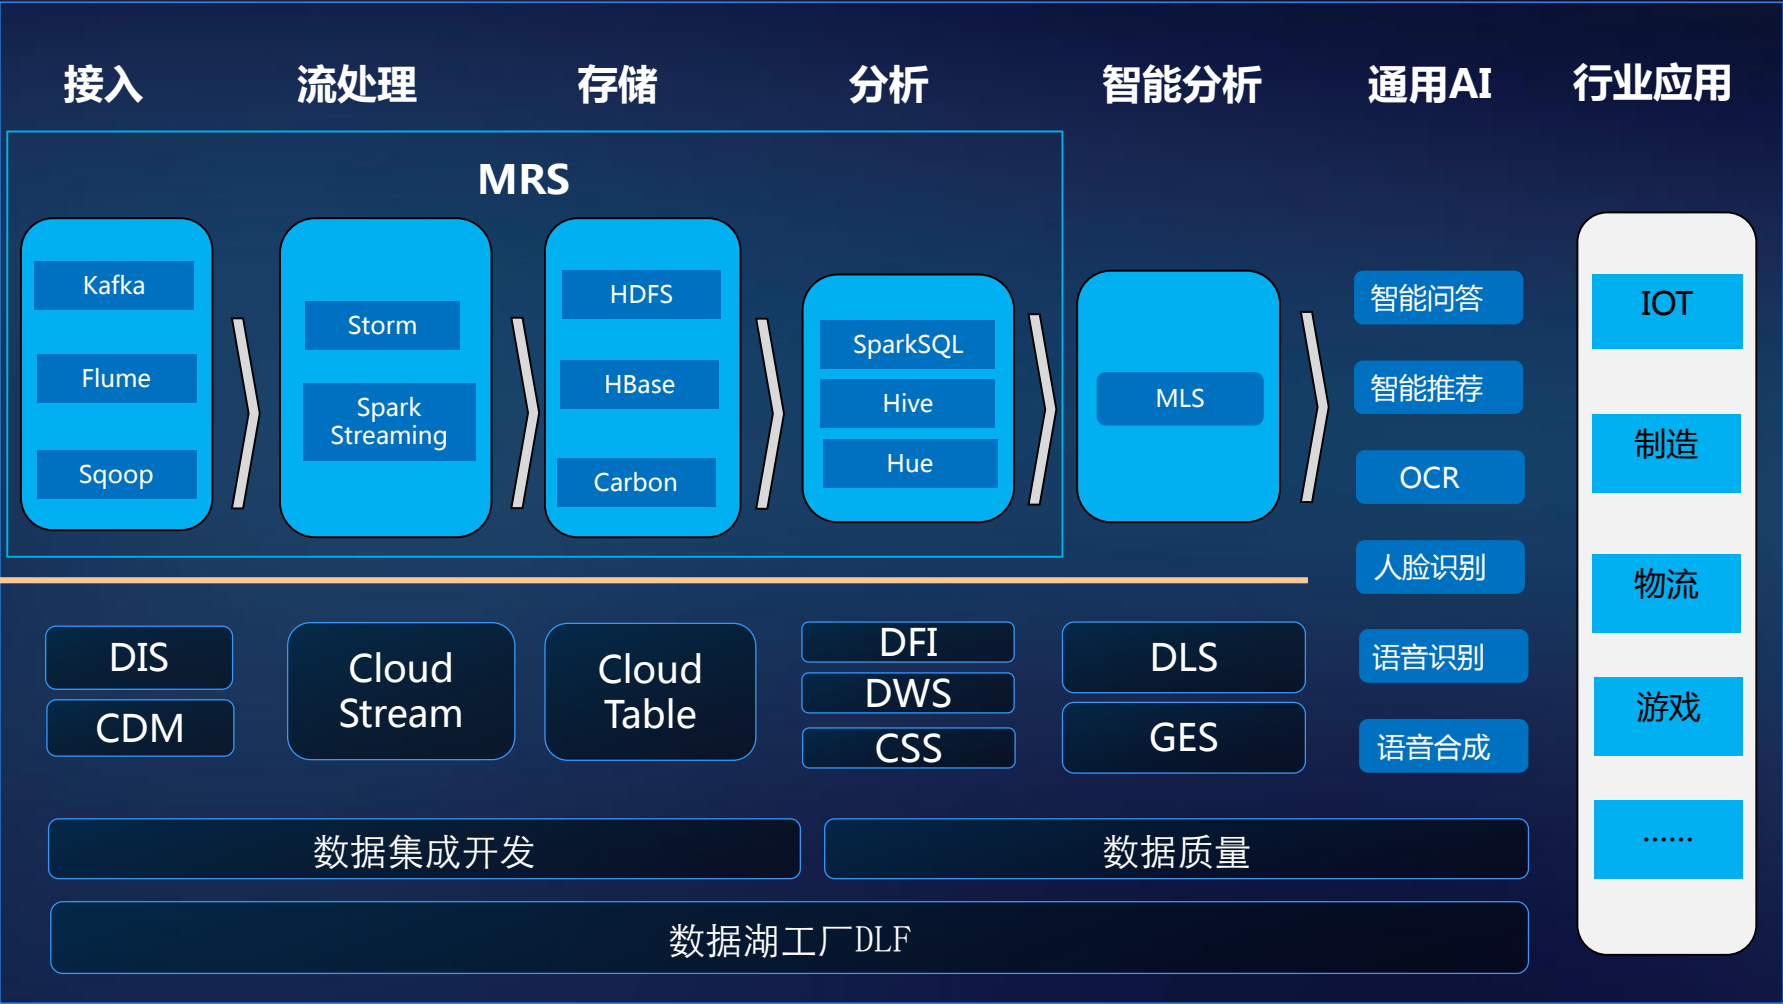 接入
流处理
存储
分析
智能分析
通用AI
行业应用
MRS
Kafka
Flume
Sqoop
Storm
Spark
Streaming
HDFS
HBase
Carbon
SparkSQL
Hive
Hue
MLS
智能问答
智能推荐
OCR
人脸识别
语音识别
语音合成
IOT
制造
物流
游戏
......
DIS
CDM
Cloud
Stream
Cloud
Table
DFI
DWS
CSS
DLS
GES
数据集成开发
数据质量
数据湖工厂DLF